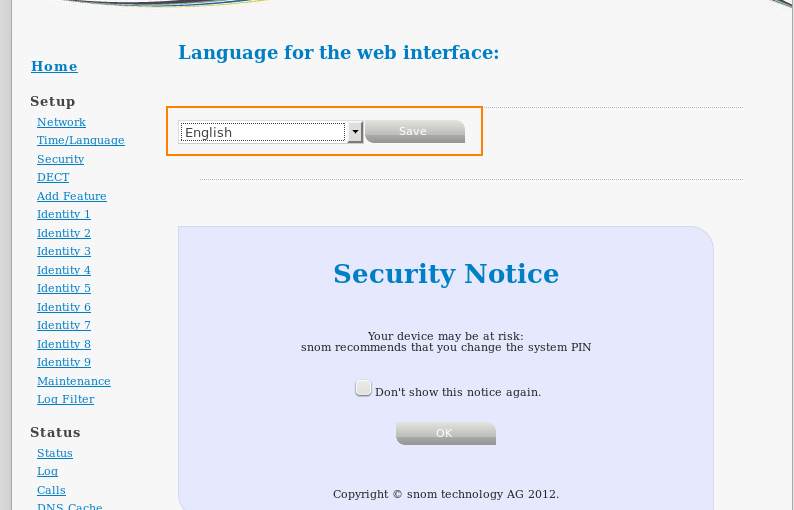 Language for the web interface:
Home
Setup
Network
Time/Language
Security
DECT
Add Feature
Identity 1
Identity 2
Identity 3
Identity 4
Identity 5
Identity 6
Identity 7
Identity 8
Identity 9
Maintenance
Log Filter
Status
Status
Log
Calls
DNS Cache
English
Save
Security Notice
Your device may be at risk:
snom recommends that you change the system PIN
Don't show this notice again.
OK
Copyright © snom technology AG 2012.